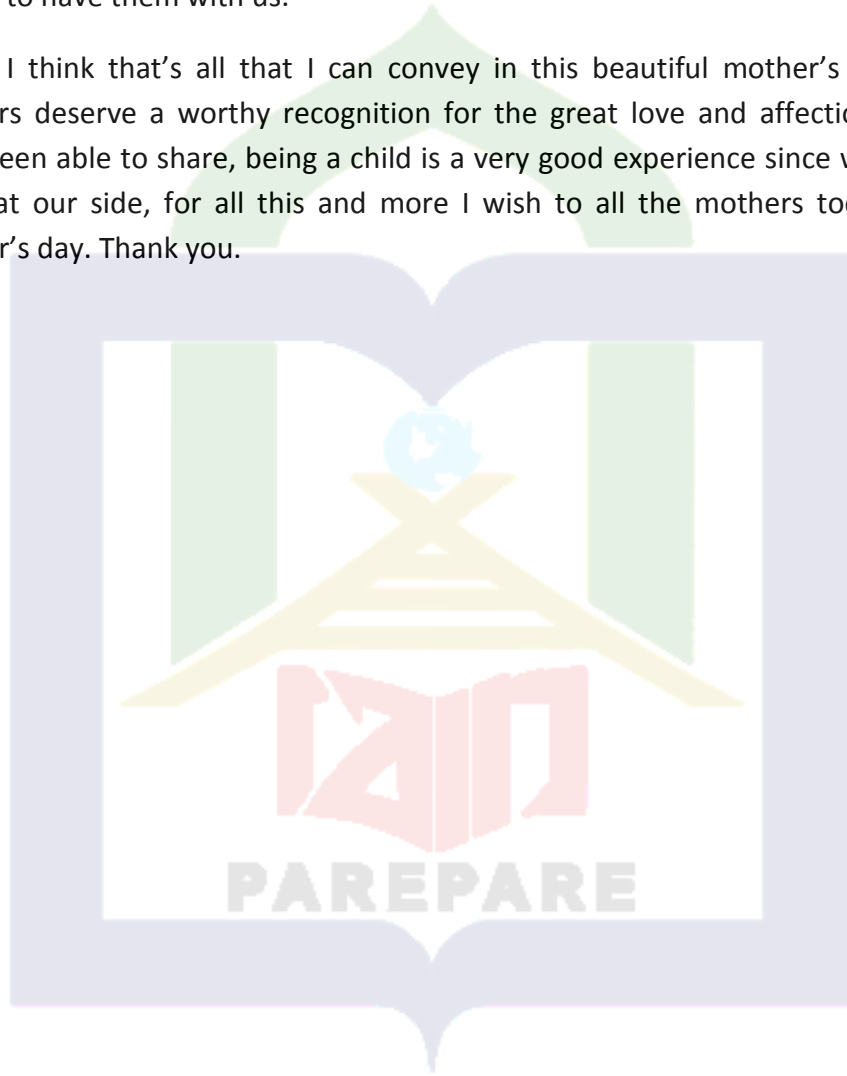 to have them with us.
I think that's all that I can convey in this beautiful mother's
rs deserve a worthy recognition for the great love and affectio
een able to share, being a child is a very good experience since
at our side, for all this and more I wish to all the mothers to
r's day. Thank you.
iain
PAREPARE